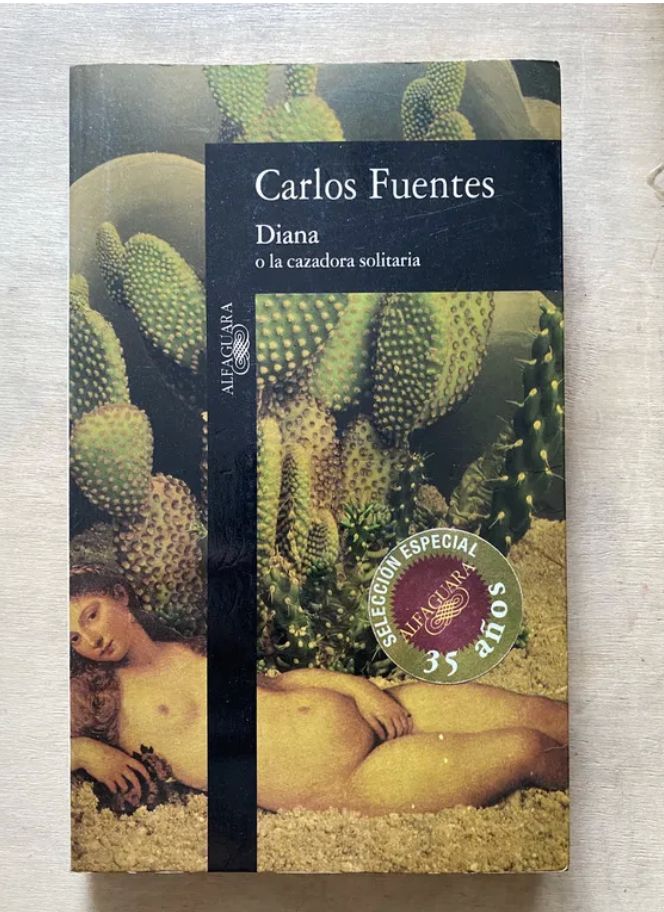 Carlos Fuentes
Diana
o la cazadora solitaria
ALFAGUARA
SELECCIÓN ESPECIAL
ALFAGUARA
35 años